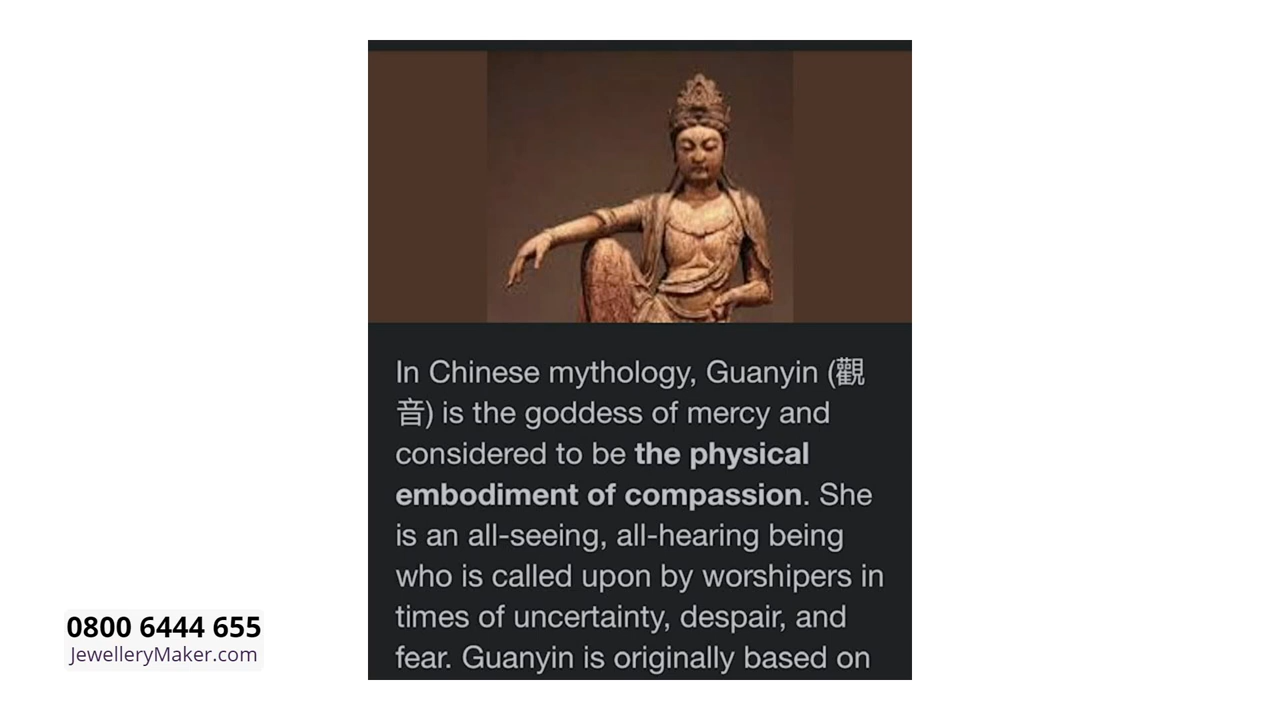 In Chinese mythology, Guanyin (觀
音) is the goddess of mercy and
considered to be the physical
embodiment of compassion. She
is an all-seeing, all-hearing being
who is called upon by worshipers in
times of uncertainty, despair, and
fear. Guanyin is originally based on
0800 6444 655
JewelleryMaker.com